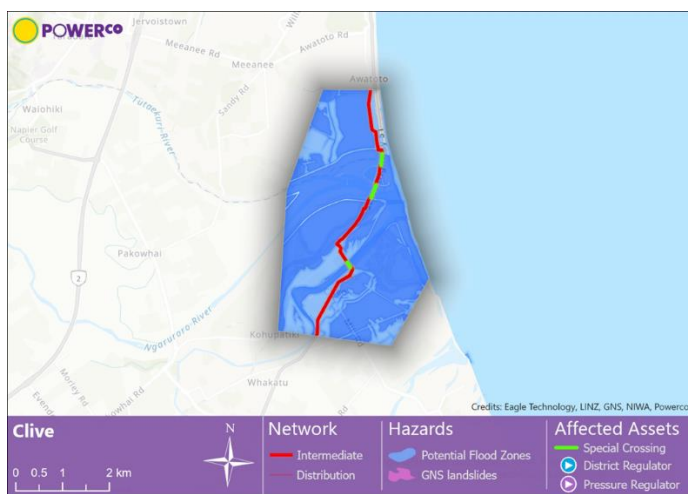 POWERCO
Jervoistown
Meeanee Rd
Awatoto Rd
Meeanee
Awatoto
Waiohiki
Sandy Rd
Tutaekuri-River
Napier Golf
Course
Pakowhai
2
Ngaruroro-River
Kohupatiki
Morley Rd
Whakatu
Credits: Eagle Technology, LINZ, GNS, NIWA, Powerco
Clive
N
0 0.5 1 2 km
Network
Intermediate
Distribution
Hazards
Potential Flood Zones
GNS landslides
Affected Assets
Special Crossing
District Regulator
Pressure Regulator